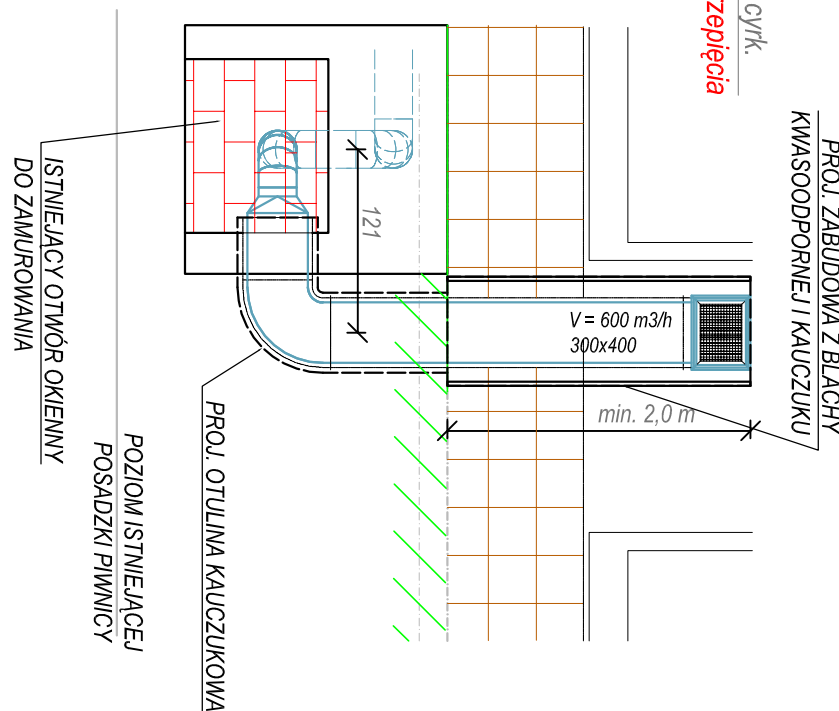 cyrk.
rzepięcia
PROJ. ZABUDOWA Z BLACHY
KWASOODPORNEJ I KAUCZUKU
V = 600 m3/h
300x400
min. 2,0 m
121
ISTNIEJĄCY OTWÓR OKIENNY
DO ZAMUROWANIA
PROJ. OTULINA KAUCZUKOWA
POZIOM ISTNIEJĄCEJ
POSADZKI PIWNICY